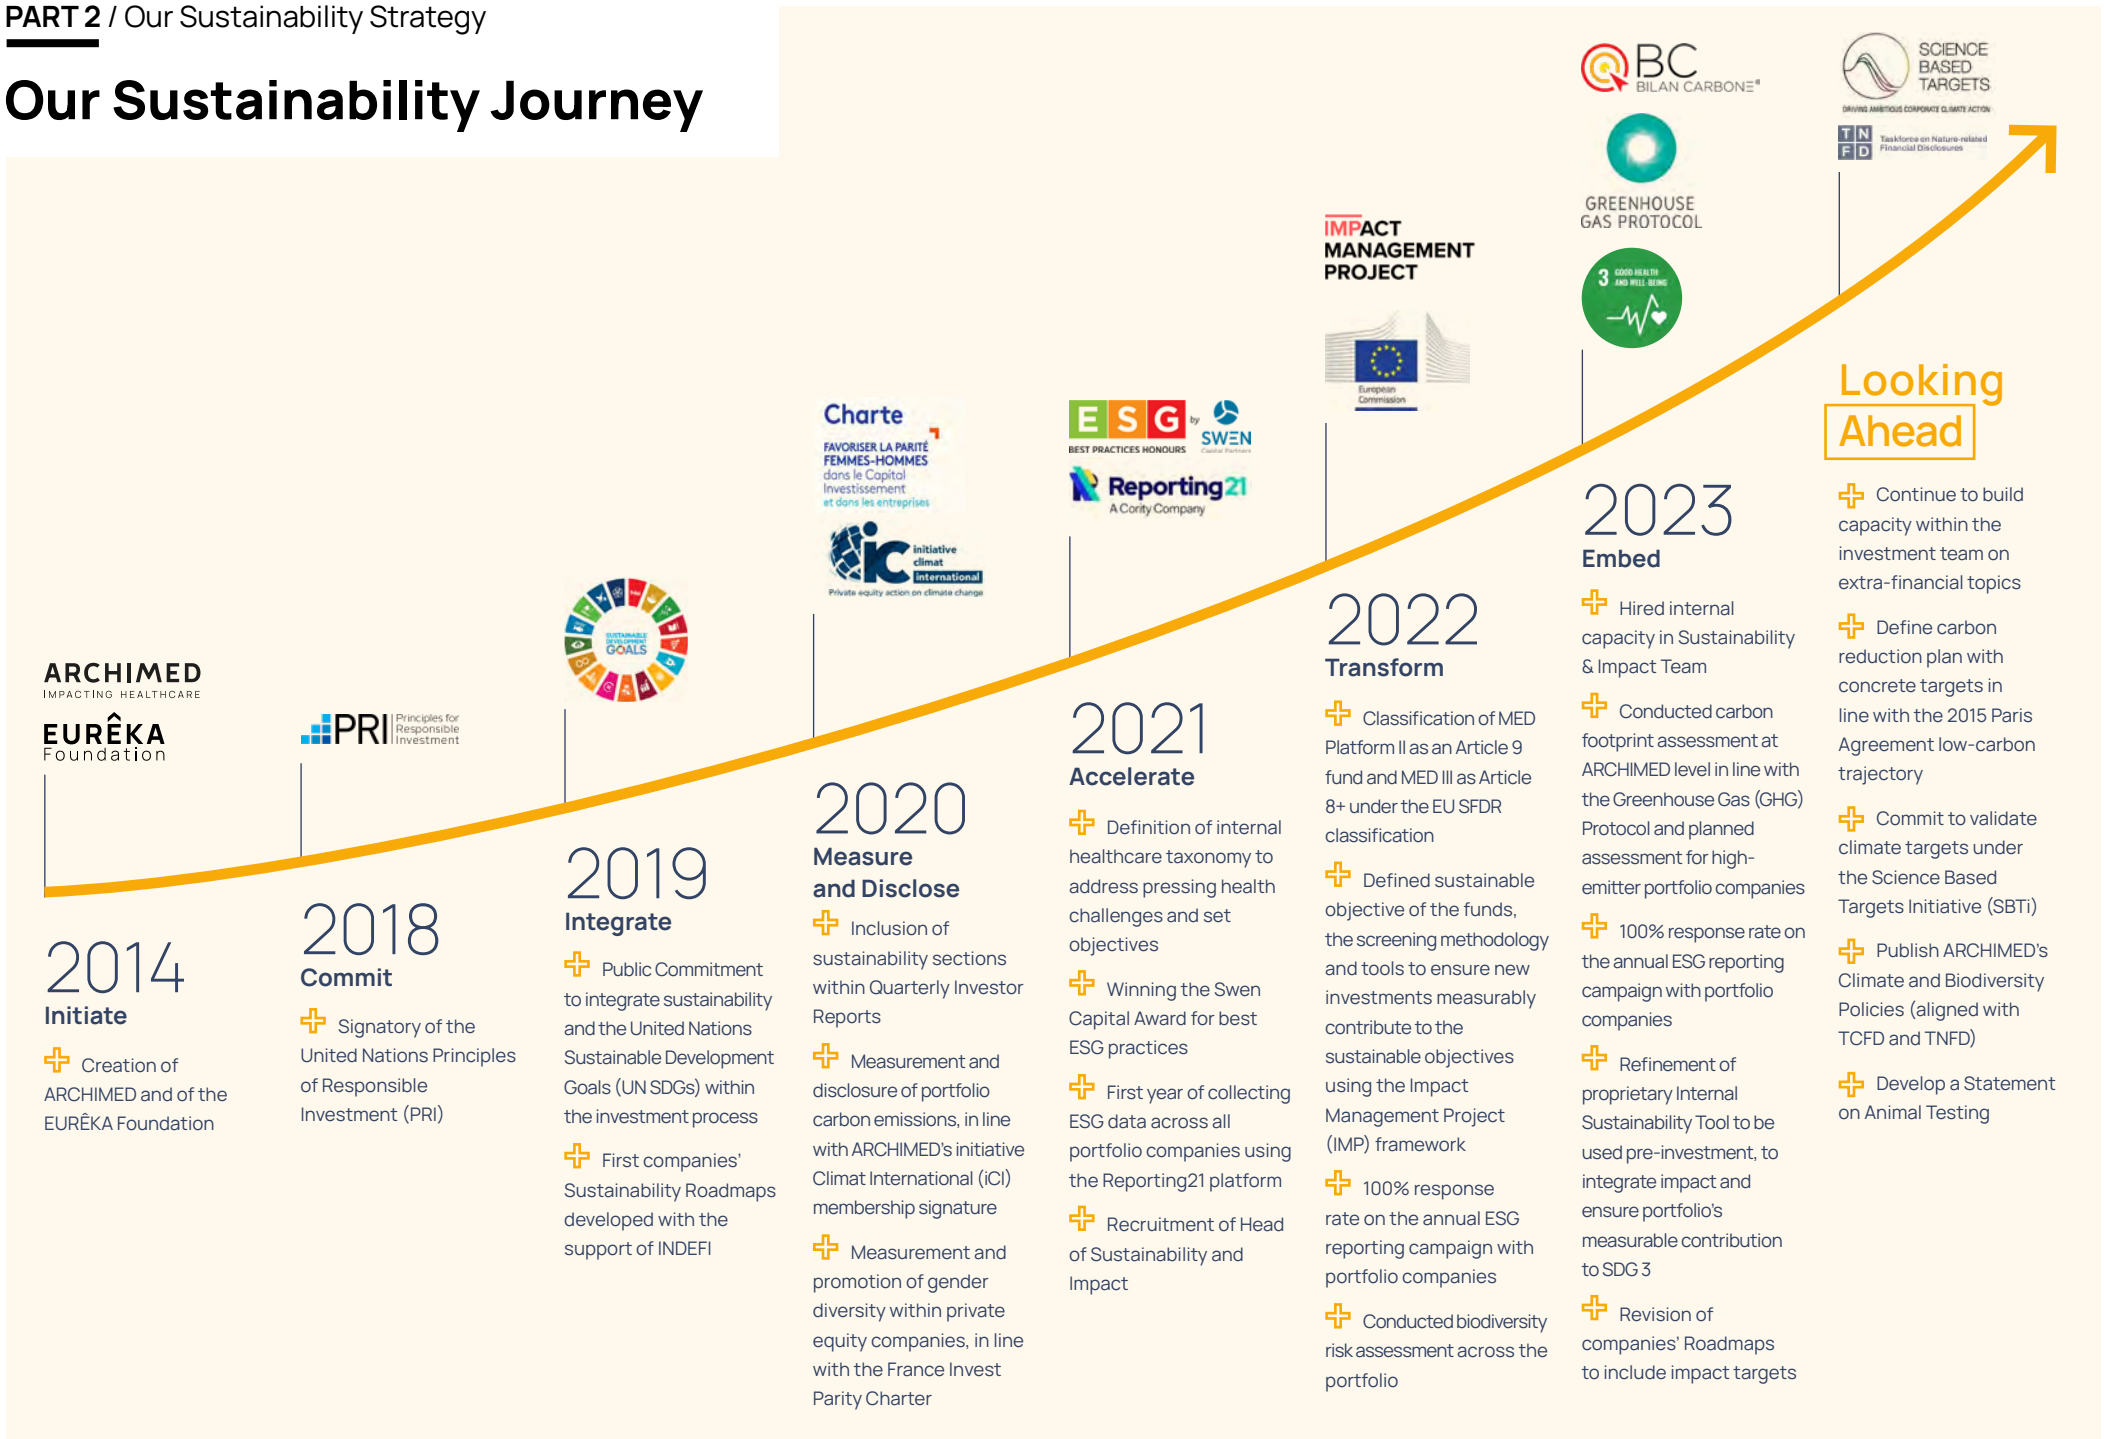 PART 2 / Our Sustainability Strategy
Our Sustainability Journey
ARCHIMED
IMPACTING HEALTHCARE
EURÊKA
Foundation
2014
Initiate
Creation of
ARCHIMED and of the
EURÊKA Foundation
PRI
Principles for
Responsible
Investment
2018
Commit
Signatory of the
United Nations Principles
of Responsible
Investment (PRI)
SUSTAINABLE
DEVELOPMENT
GOALS
2019
Integrate
Public Commitment
to integrate sustainability
and the United Nations
Sustainable Development
Goals (UN SDGs) within
the investment process
First companies'
Sustainability Roadmaps
developed with the
support of INDEFI
Charte
FAVORISER LA PARITÉ
FEMMES-HOMMES
dans le Capital
Investissement
et dans les entreprises
iC
initiative
climat
international
Private equity action on climate change
2020
Measure
and Disclose
Inclusion of
sustainability sections
within Quarterly Investor
Reports
Measurement and
disclosure of portfolio
carbon emissions, in line
with ARCHIMED's initiative
Climat International (iCI)
membership signature
Measurement and
promotion of gender
diversity within private
equity companies, in line
with the France Invest
Parity Charter
ESG by
SWEN
BEST PRACTICES HONOURS
Capital Partners
Reporting21
A Cority Company
2021
Accelerate
Definition of internal
healthcare taxonomy to
address pressing health
challenges and set
objectives
Winning the Swen
Capital Award for best
ESG practices
First year of collecting
ESG data across all
portfolio companies using
the Reporting21 platform
Recruitment of Head
of Sustainability and
Impact
IMPACT
MANAGEMENT
PROJECT
European
Commission
2022
Transform
Classification of MED
Platform II as an Article 9
fund and MED III as Article
8+ under the EU SFDR
classification
Defined sustainable
objective of the funds,
the screening methodology
and tools to ensure new
investments measurably
contribute to the
sustainable objectives
using the Impact
Management Project
(IMP) framework
100% response
rate on the annual ESG
reporting campaign with
portfolio companies
Conducted biodiversity
risk assessment across the
portfolio
BC
BILAN CARBONE®
GREENHOUSE
GAS PROTOCOL
3 GOOD HEALTH
AND WELL-BEING
2023
Embed
Hired internal
capacity in Sustainability
& Impact Team
Conducted carbon
footprint assessment at
ARCHIMED level in line with
the Greenhouse Gas (GHG)
Protocol and planned
assessment for high-
emitter portfolio companies
100% response rate on
the annual ESG reporting
campaign with portfolio
companies
Refinement of
proprietary Internal
Sustainability Tool to be
used pre-investment, to
integrate impact and
ensure portfolio's
measurable contribution
to SDG 3
Revision of
companies' Roadmaps
to include impact targets
SCIENCE
BASED
TARGETS
DRIVING AMBITIOUS CORPORATE CLIMATE ACTION
TN
FD
Taskforce on Nature-related
Financial Disclosures
Looking
Ahead
Continue to build
capacity within the
investment team on
extra-financial topics
Define carbon
reduction plan with
concrete targets in
line with the 2015 Paris
Agreement low-carbon
trajectory
Commit to validate
climate targets under
the Science Based
Targets Initiative (SBTi)
Publish ARCHIMED's
Climate and Biodiversity
Policies (aligned with
TCFD and TNFD)
Develop a Statement
on Animal Testing